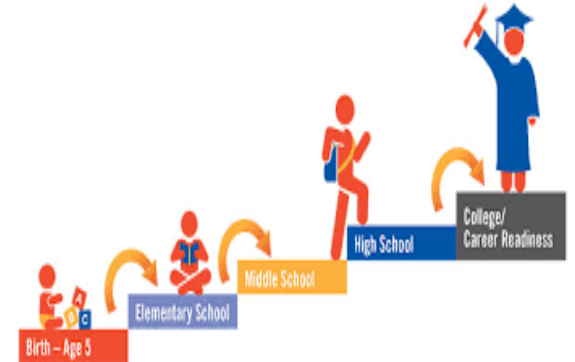 Birth – Age 5
Elementary School
Middle School
High School
College/
Career Readiness
A
B
C